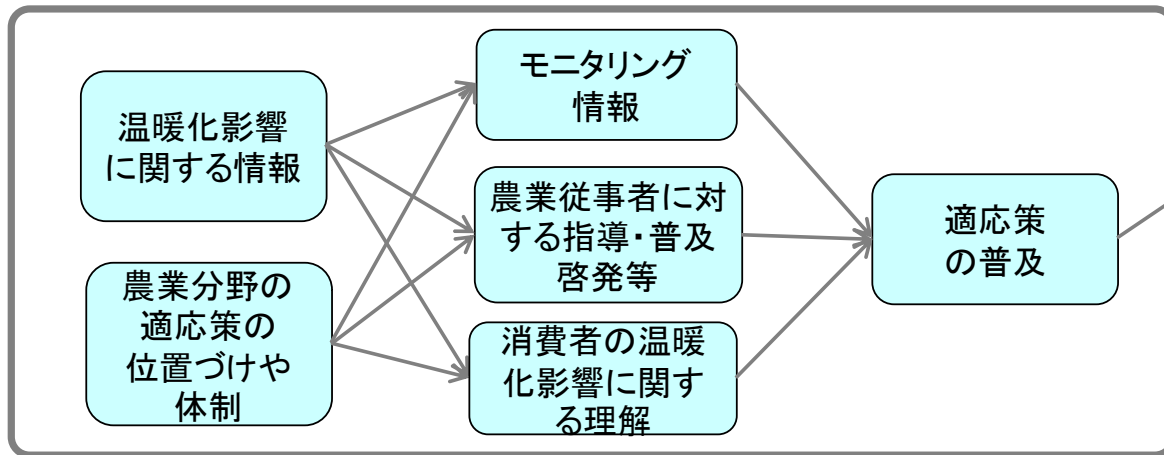 温暖化影響
に関する情報
農業分野の
適応策の
位置づけや
体制
モニタリング
情報
農業従事者に対
する指導・普及
啓発等
消費者の温暖
化影響に関す
る理解
適応策
の普及